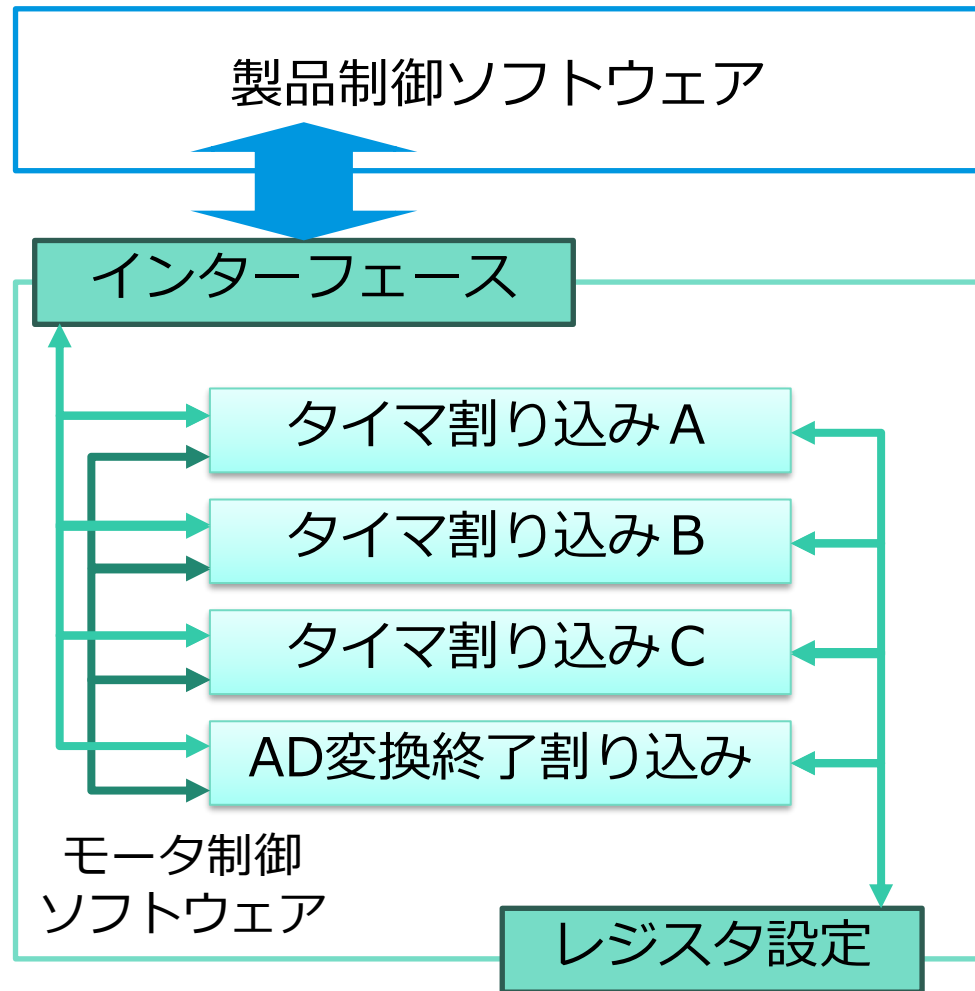 製品制御ソフトウェア
インターフェース
タイマ割り込みA
タイマ割り込みB
タイマ割り込みC
AD変換終了割り込み
モータ制御
ソフトウェア
レジスタ設定